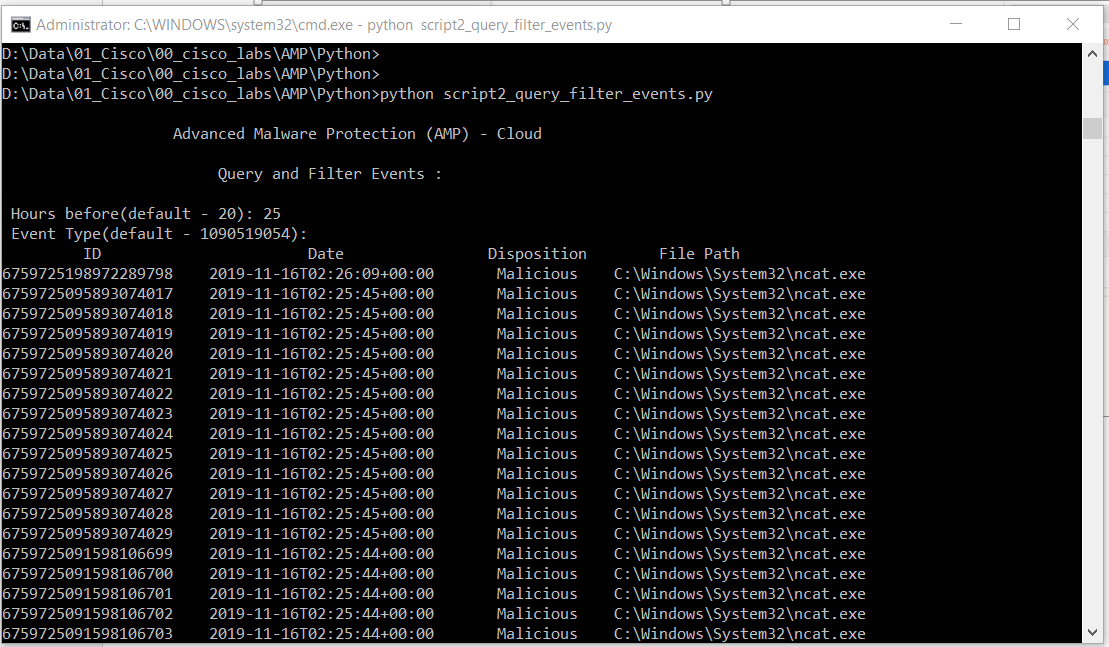 Administrator: C:\WINDOWS\system32\cmd.exe - python  script2_query_filter_events.py
D:\Data\01_Cisco\00_cisco_labs\AMP\Python>
D:\Data\01_Cisco\00_cisco_labs\AMP\Python>
D:\Data\01_Cisco\00_cisco_labs\AMP\Python>python script2_query_filter_events.py
Advanced Malware Protection (AMP) - Cloud
Query and Filter Events :
Hours before(default - 20): 25
Event Type(default - 1090519054):
ID Date Disposition File Path
6759725198972289798 2019-11-16T02:26:09+00:00 Malicious C:\Windows\System32\ncat.exe
6759725095893074017 2019-11-16T02:25:45+00:00 Malicious C:\Windows\System32\ncat.exe
6759725095893074018 2019-11-16T02:25:45+00:00 Malicious C:\Windows\System32\ncat.exe
6759725095893074019 2019-11-16T02:25:45+00:00 Malicious C:\Windows\System32\ncat.exe
6759725095893074020 2019-11-16T02:25:45+00:00 Malicious C:\Windows\System32\ncat.exe
6759725095893074021 2019-11-16T02:25:45+00:00 Malicious C:\Windows\System32\ncat.exe
6759725095893074022 2019-11-16T02:25:45+00:00 Malicious C:\Windows\System32\ncat.exe
6759725095893074023 2019-11-16T02:25:45+00:00 Malicious C:\Windows\System32\ncat.exe
6759725095893074024 2019-11-16T02:25:45+00:00 Malicious C:\Windows\System32\ncat.exe
6759725095893074025 2019-11-16T02:25:45+00:00 Malicious C:\Windows\System32\ncat.exe
6759725095893074026 2019-11-16T02:25:45+00:00 Malicious C:\Windows\System32\ncat.exe
6759725095893074027 2019-11-16T02:25:45+00:00 Malicious C:\Windows\System32\ncat.exe
6759725095893074028 2019-11-16T02:25:45+00:00 Malicious C:\Windows\System32\ncat.exe
6759725095893074029 2019-11-16T02:25:45+00:00 Malicious C:\Windows\System32\ncat.exe
6759725091598106699 2019-11-16T02:25:44+00:00 Malicious C:\Windows\System32\ncat.exe
6759725091598106700 2019-11-16T02:25:44+00:00 Malicious C:\Windows\System32\ncat.exe
6759725091598106701 2019-11-16T02:25:44+00:00 Malicious C:\Windows\System32\ncat.exe
6759725091598106702 2019-11-16T02:25:44+00:00 Malicious C:\Windows\System32\ncat.exe
6759725091598106703 2019-11-16T02:25:44+00:00 Malicious C:\Windows\System32\ncat.exe